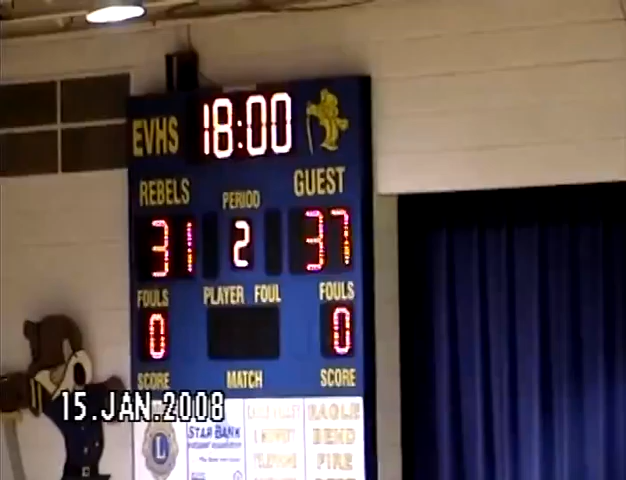 18:00
EVHS
REBELS
PERIOD
GUEST
31
2
37
FOULS
PLAYER FOUL
FOULS
0
0
SCORE
MATCH
SCORE
15.JAN.2008
L
STAR BANK
EAGLE
BEND
FIRE